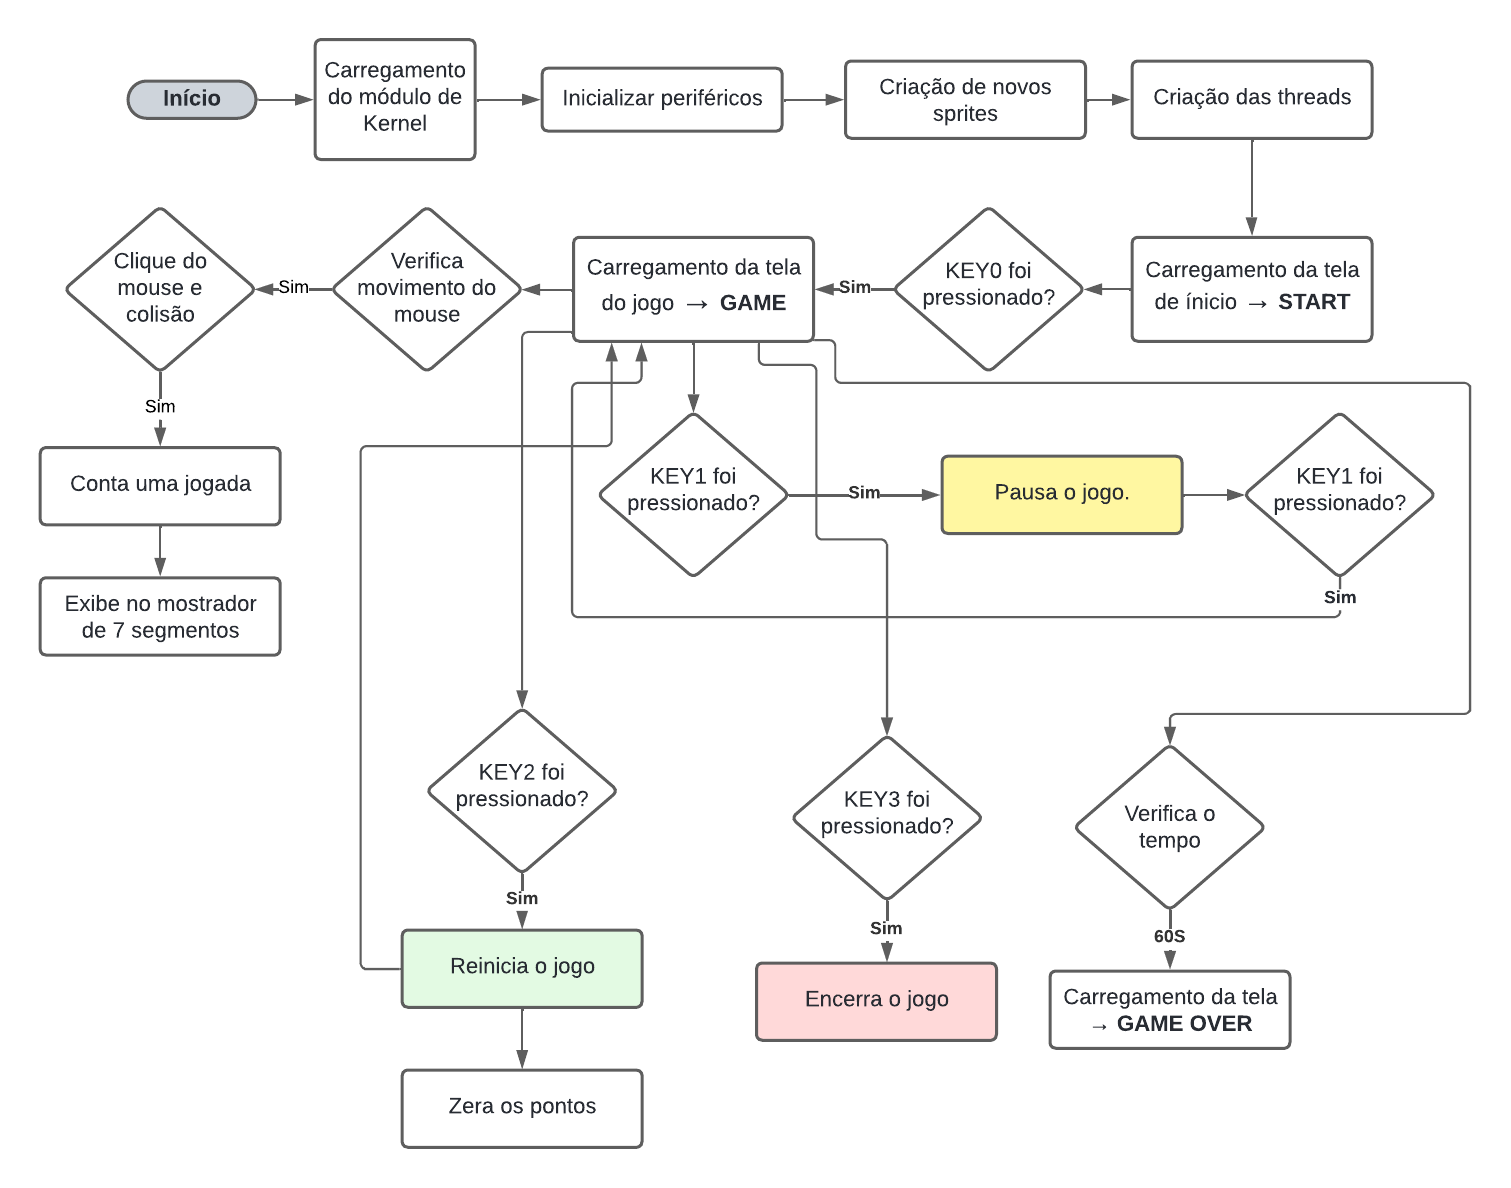 Início
Carregamento
do módulo de
Kernel
Inicializar periféricos
Criação de novos
sprites
Criação das threads
Clique do
mouse e
colisão
Sim
Verifica
movimento do
mouse
Carregamento da tela
do jogo → GAME
Sim
KEY0 foi
pressionado?
Carregamento da tela
de ínicio → START
Sim
Conta uma jogada
Exibe no mostrador
de 7 segmentos
KEY1 foi
pressionado?
Sim
Pausa o jogo.
KEY1 foi
pressionado?
Sim
KEY2 foi
pressionado?
Sim
Reinicia o jogo
Zera os pontos
KEY3 foi
pressionado?
Sim
Encerra o jogo
Verifica o
tempo
60S
Carregamento da tela
→ GAME OVER